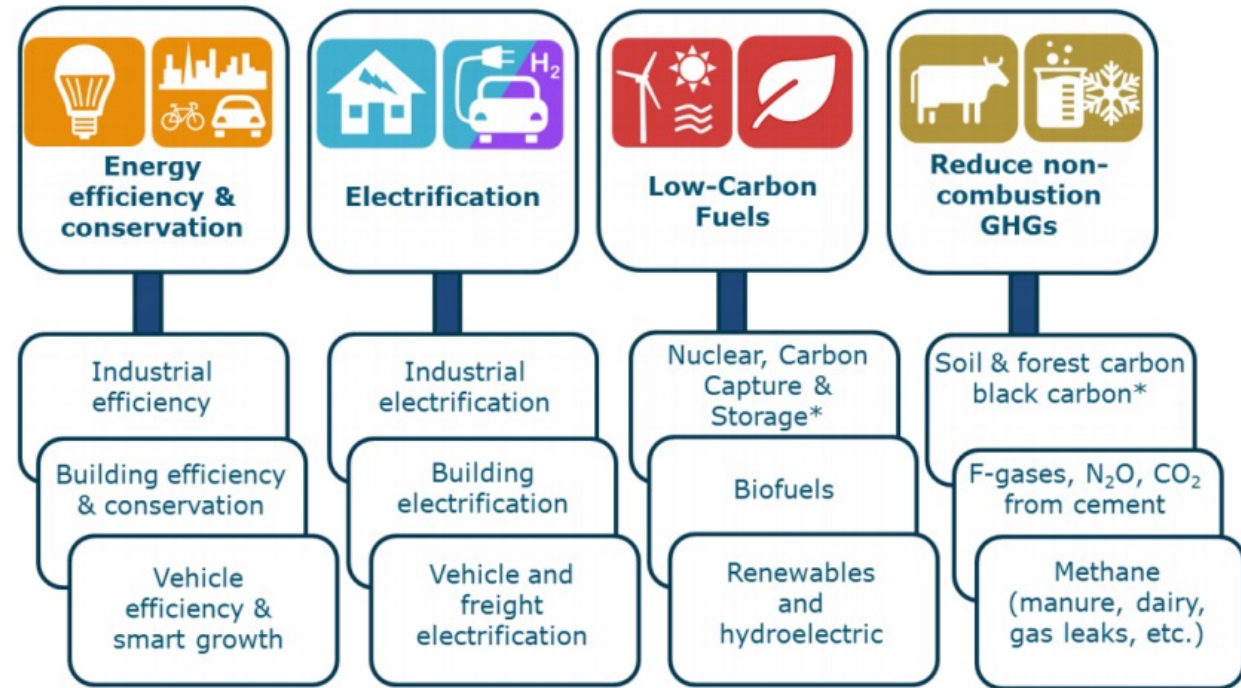 H₂
Energy
efficiency &
conservation
Electrification
Low-Carbon
Fuels
Reduce non-
combustion
GHGs
Industrial
efficiency
Building efficiency
& conservation
Vehicle
efficiency &
smart growth
Industrial
electrification
Building
electrification
Vehicle and
freight
electrification
Nuclear, Carbon
Capture &
Storage*
Biofuels
Renewables
and
hydroelectric
Soil & forest carbon
black carbon*
F-gases, N₂O, CO₂
from cement
Methane
(manure, dairy,
gas leaks, etc.)